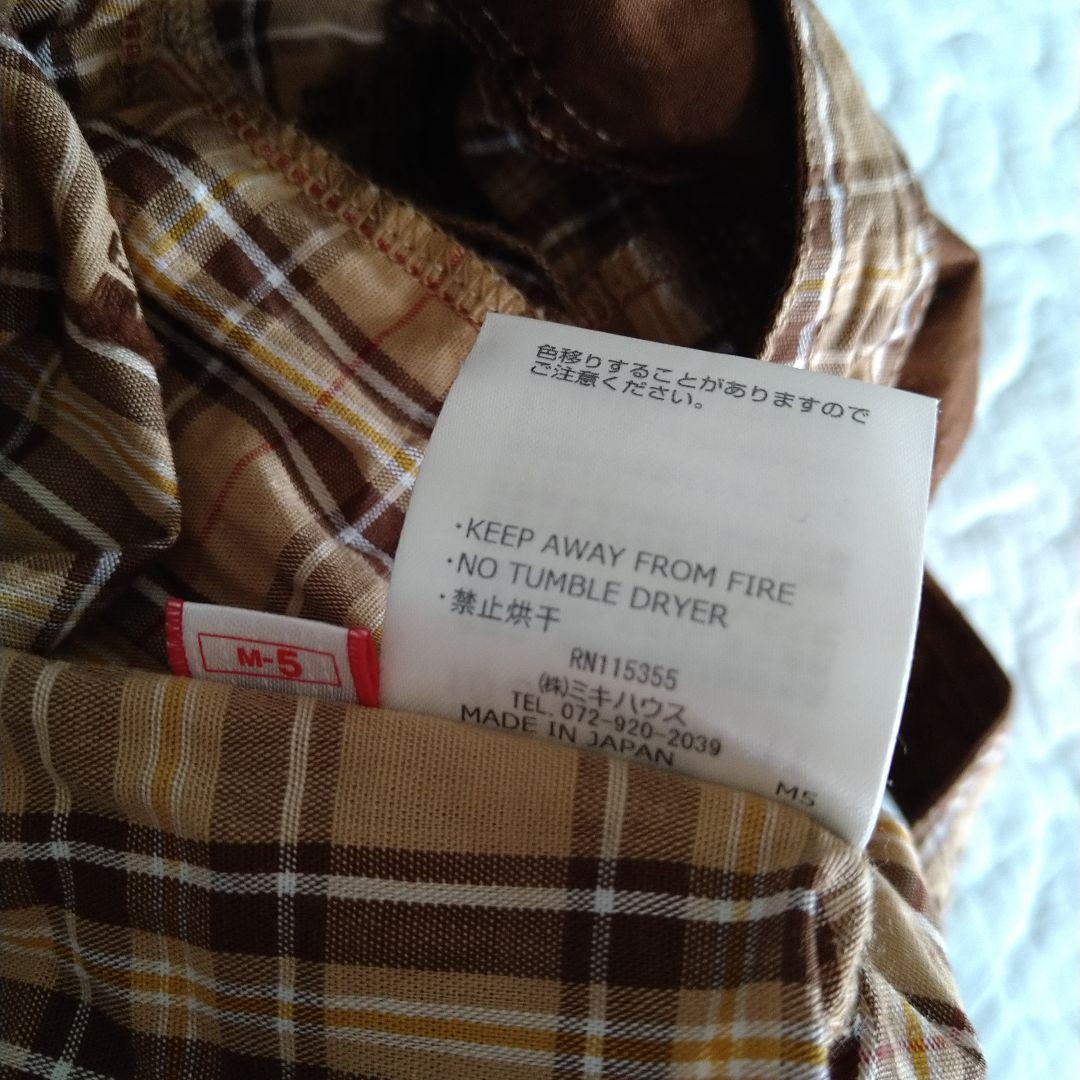 色移りすることがありますので
ご注意ください。
・KEEP AWAY FROM FIRE
・NO TUMBLE DRYER
・禁止烘干
RN115355
㈱ミキハウス
TEL. 072-920-2039
MADE IN JAPAN
M5
M-5